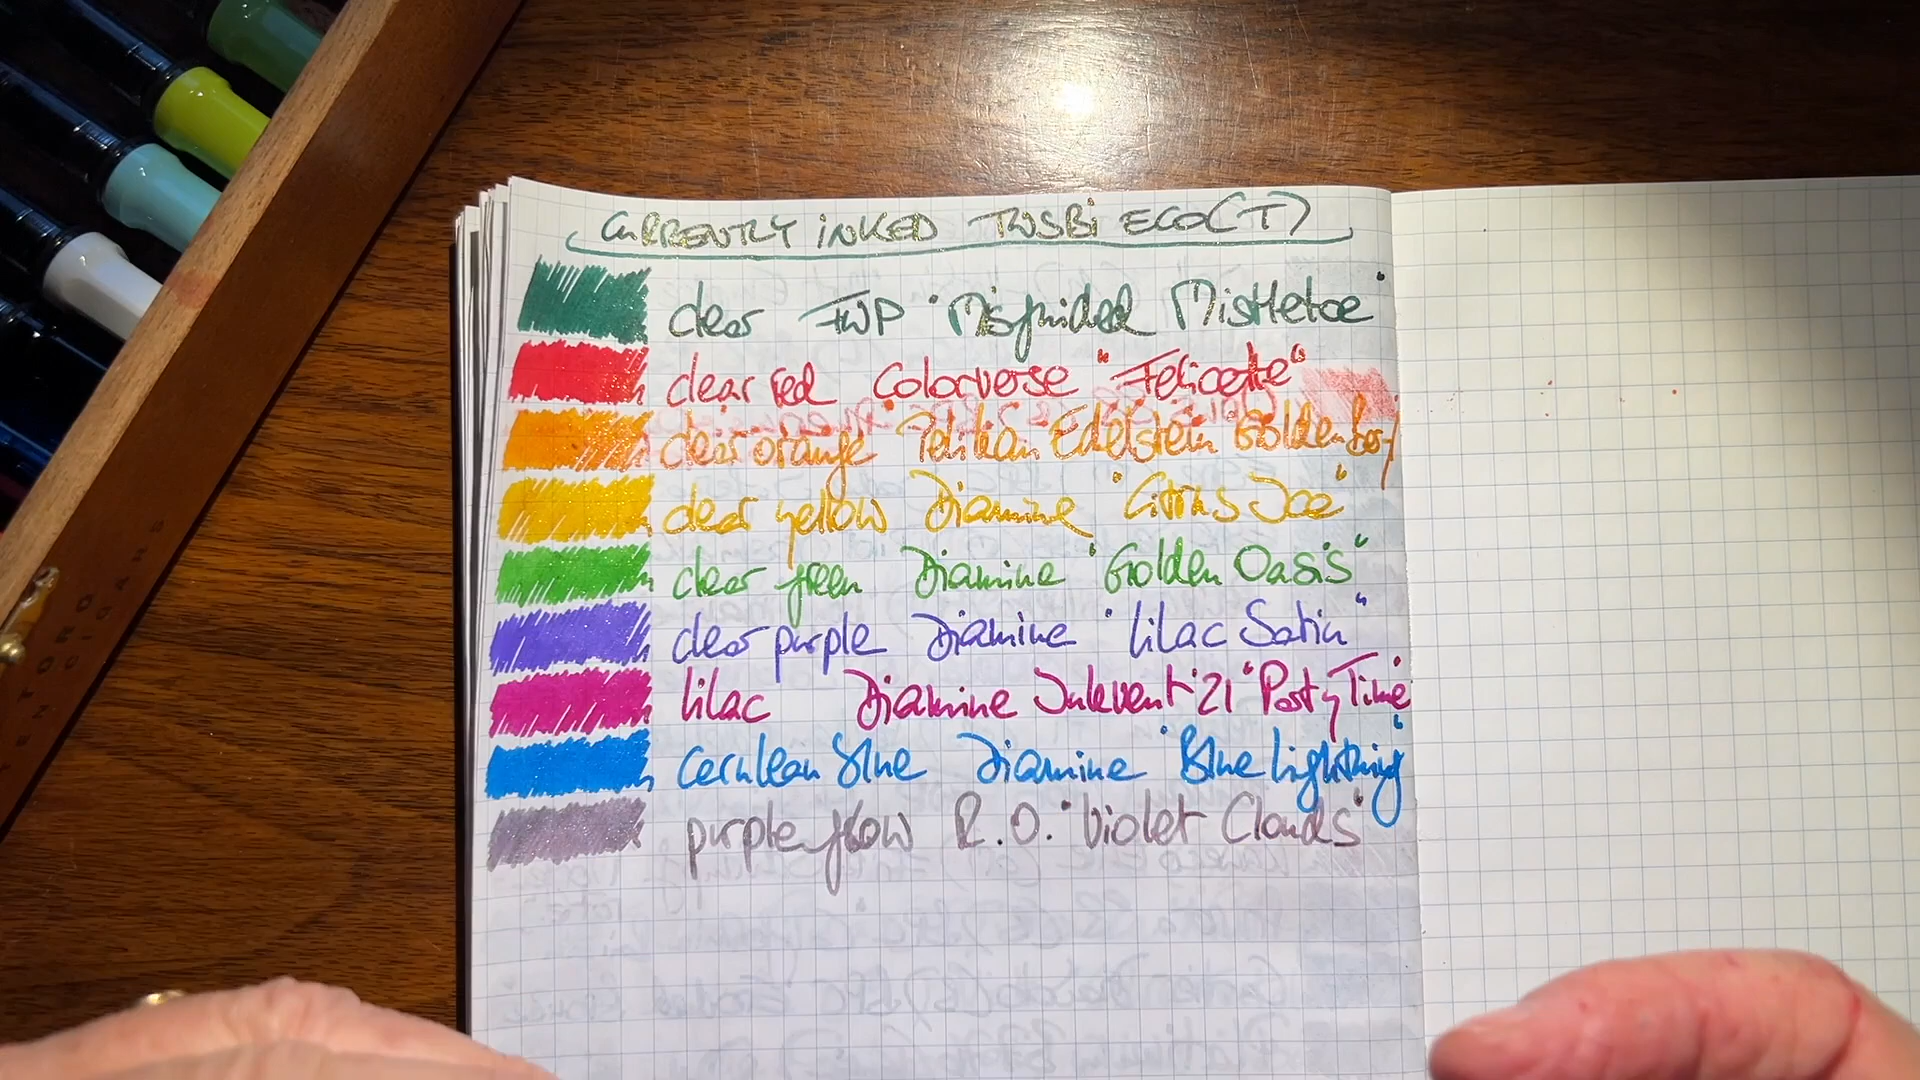 CURRENTLY INKED TWSBi ECO(T)
clear FWP "Misguided Mistletoe"
clear red Colorverse "Felicette"
clear orange Pelikan Edelstein Golden Beryl
clear yellow Diamine "Citrus Ice"
clear green Diamine "Golden Oasis"
clear purple Diamine "Lilac Satin"
lilac Diamine Inkvent '21 "Party Time"
cerulean blue Diamine "Blue Lightning"
purple glow R.O. "Violet Clouds"